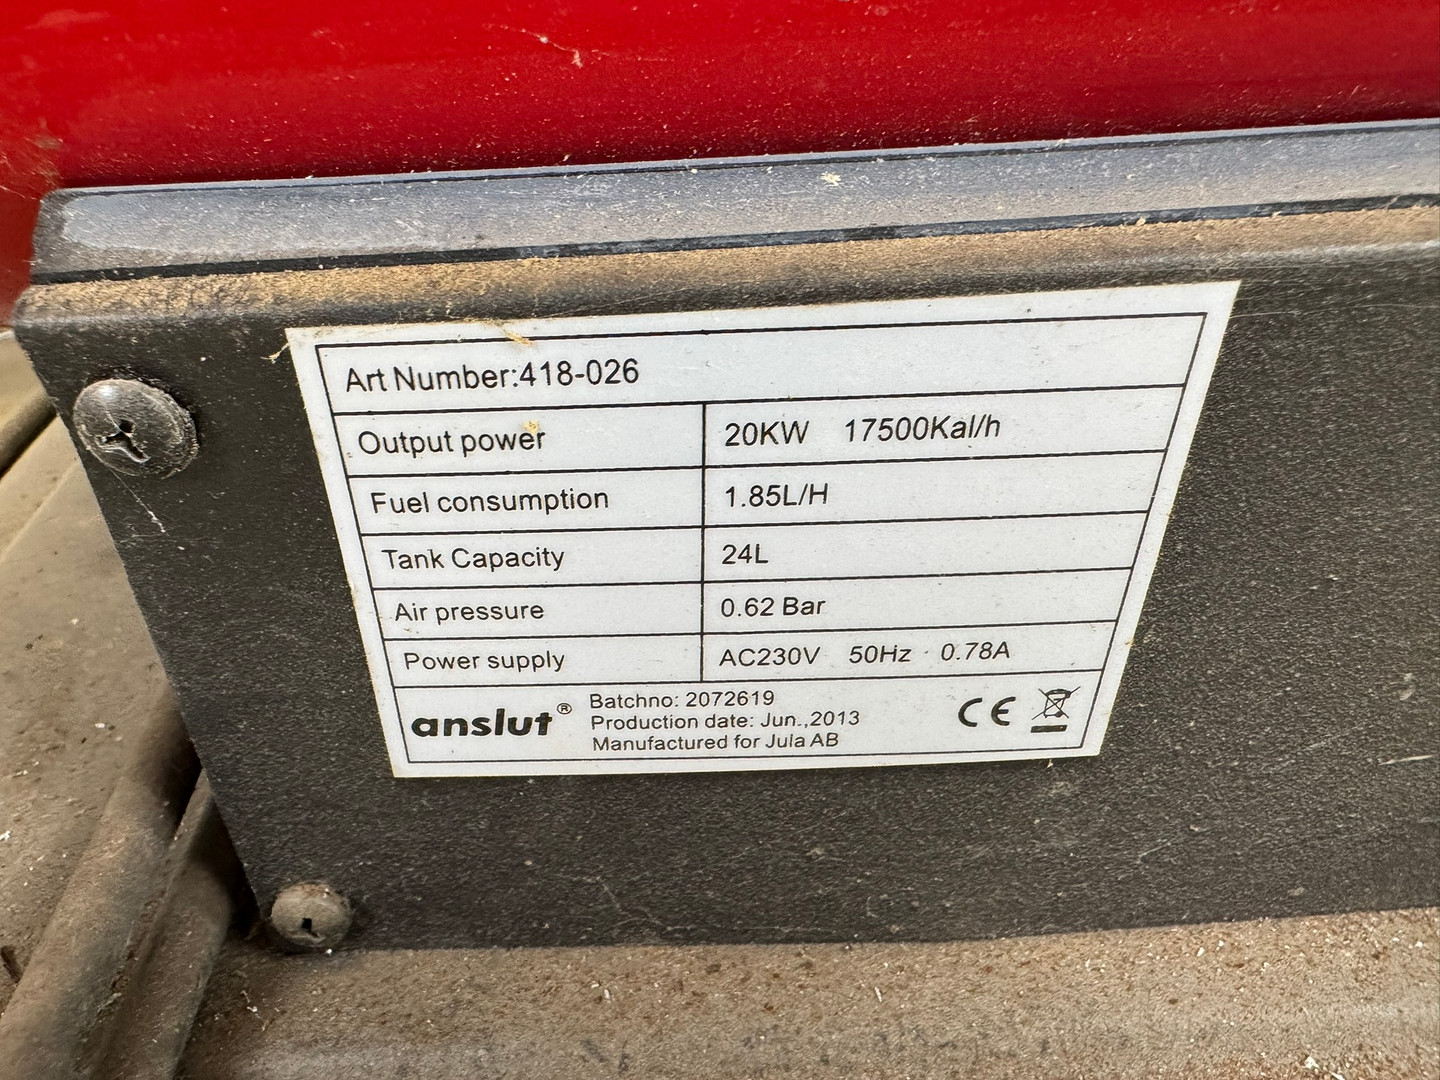 Art Number:418-026
Output power 20KW 17500Kal/h
Fuel consumption 1.85L/H
Tank Capacity 24L
Air pressure 0.62 Bar
Power supply AC230V 50Hz · 0.78A
anslut®
Batchno: 2072619
Production date: Jun.,2013
Manufactured for Jula AB
CE